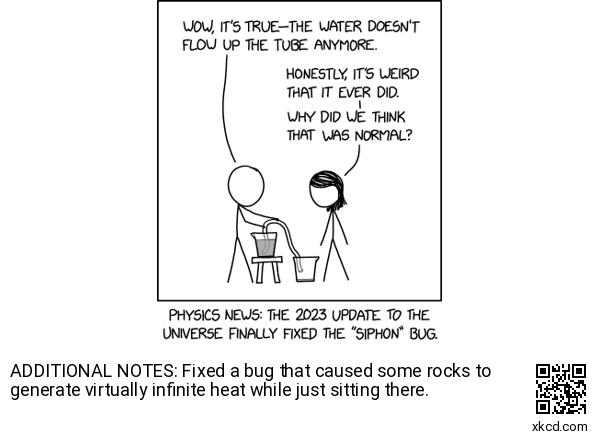 WOW, IT'S TRUE—THE WATER DOESN'T
FLOW UP THE TUBE ANYMORE.
HONESTLY, IT'S WEIRD
THAT IT EVER DID.
WHY DID WE THINK
THAT WAS NORMAL?
PHYSICS NEWS: THE 2023 UPDATE TO THE
UNIVERSE FINALLY FIXED THE "SIPHON" BUG.
ADDITIONAL NOTES: Fixed a bug that caused some rocks to
generate virtually infinite heat while just sitting there.
xkcd.com